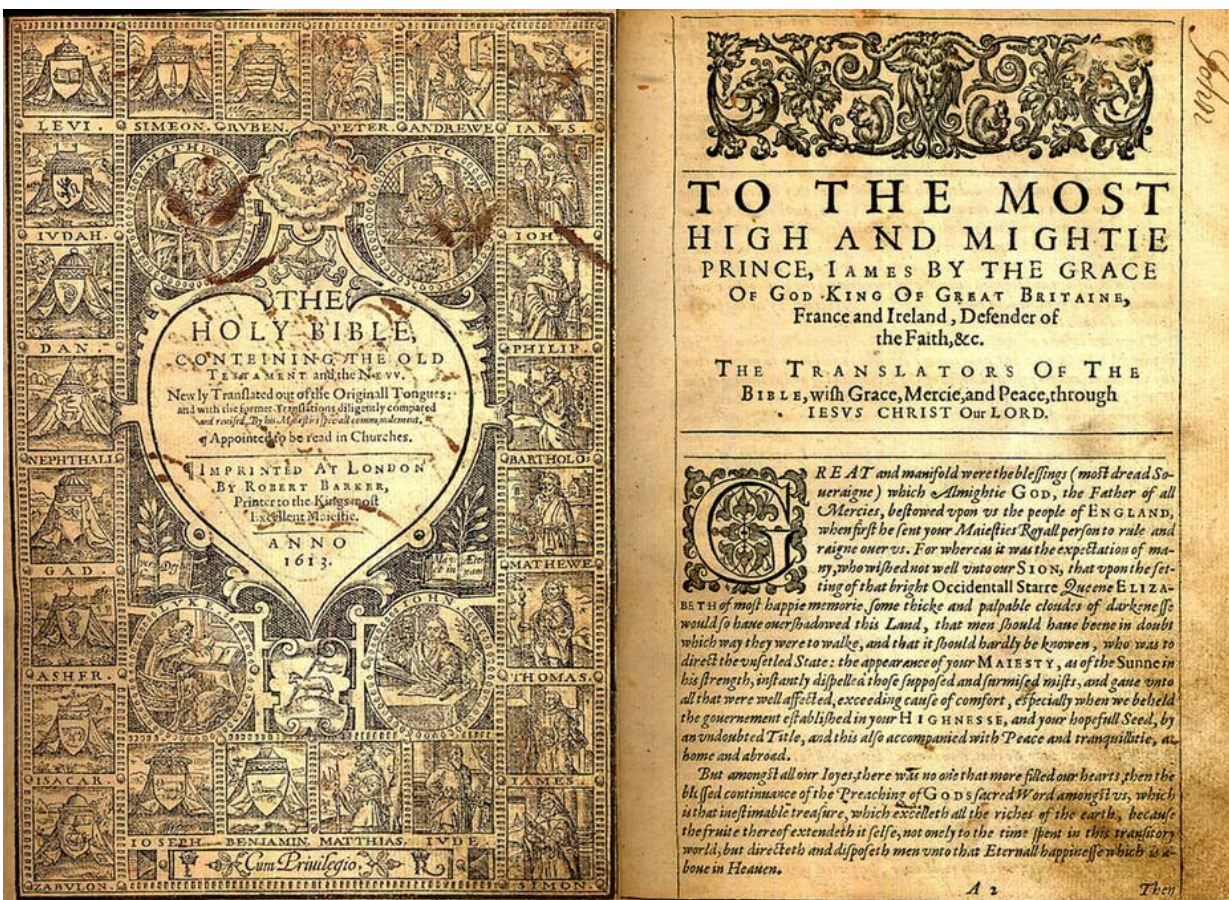 LEVI. SIMEON. RVBEN. PETER. ANDREWE IAMES.
MATHEW. MARC.
IVDAH. IOHN
DAN. PHILIP.
NEPHTHALI BARTHOLO:
GAD. MATHEWE
ASHER. THOMAS.
ISACAR. IAMES
LVKE. IOHN
THE
HOLY BIBLE,
CONTEINING THE OLD
TESTAMENT and the NEVV.
Newly Translated out of the Originall Tongues:
and with the former Translations diligently compared
and reuised, By his Maiesties speciall commandement.
¶ Appointed to be read in Churches.
¶ IMPRINTED AT LONDON
BY ROBERT BARKER,
Printer to the Kings most
Excellent Maiestie.
ANNO
1613.
IOSEPH. BENJAMIN. MATTHIAS. IVDE
Cum Priuilegio.
ZABVLON. SIMON.
TO THE MOST
HIGH AND MIGHTIE
PRINCE, IAMES BY THE GRACE
OF GOD KING OF GREAT BRITAINE,
France and Ireland, Defender of
the Faith, &c.
THE TRANSLATORS OF THE
BIBLE, wiſh Grace, Mercie, and Peace, through
IESVS CHRIST Our LORD.
GREAT and manifold were the bleſſings (moſt dread So-
ueraigne) which Almightie GOD, the Father of all
Mercies, beſtowed vpon vs the people of ENGLAND,
when firſt he ſent your Maieſties Royall perſon to rule and
raigne ouer vs. For whereas it was the expectation of ma-
ny, who wiſhed not well vnto our SION, that vpon the ſet-
ting of that bright Occidentall Starre Queene ELIZA-
BETH of moſt happie memorie, ſome thicke and palpable cloudes of darkeneſſe
would ſo haue ouerſhadowed this Land, that men ſhould haue beene in doubt
which way they were to walke, and that it ſhould hardly be knowen, who was to
direct the vnſetled State: the appearance of your MAIESTY, as of the Sunne in
his ſtrength, inſtantly diſpelled thoſe ſuppoſed and ſurmiſed miſts, and gaue vnto
all that were well affected, exceeding cauſe of comfort, eſpecially when we beheld
the gouernement eſtabliſhed in your HIGHNESSE, and your hopefull Seed, by
an vndoubted Title, and this alſo accompanied with Peace and tranquillitie, at
home and abroad.
But amongſt all our Ioyes, there was no one that more filled our hearts, then the
bleſſed continuance of the Preaching of GODS ſacred Word amongſt vs, which
is that ineſtimable treaſure, which excelleth all the riches of the earth, becauſe
the fruite thereof extendeth it ſelfe, not onely to the time ſpent in this tranſitory
world, but directeth and diſpoſeth men vnto that Eternall happineſſe which is a-
boue in Heauen.
A 2 Then